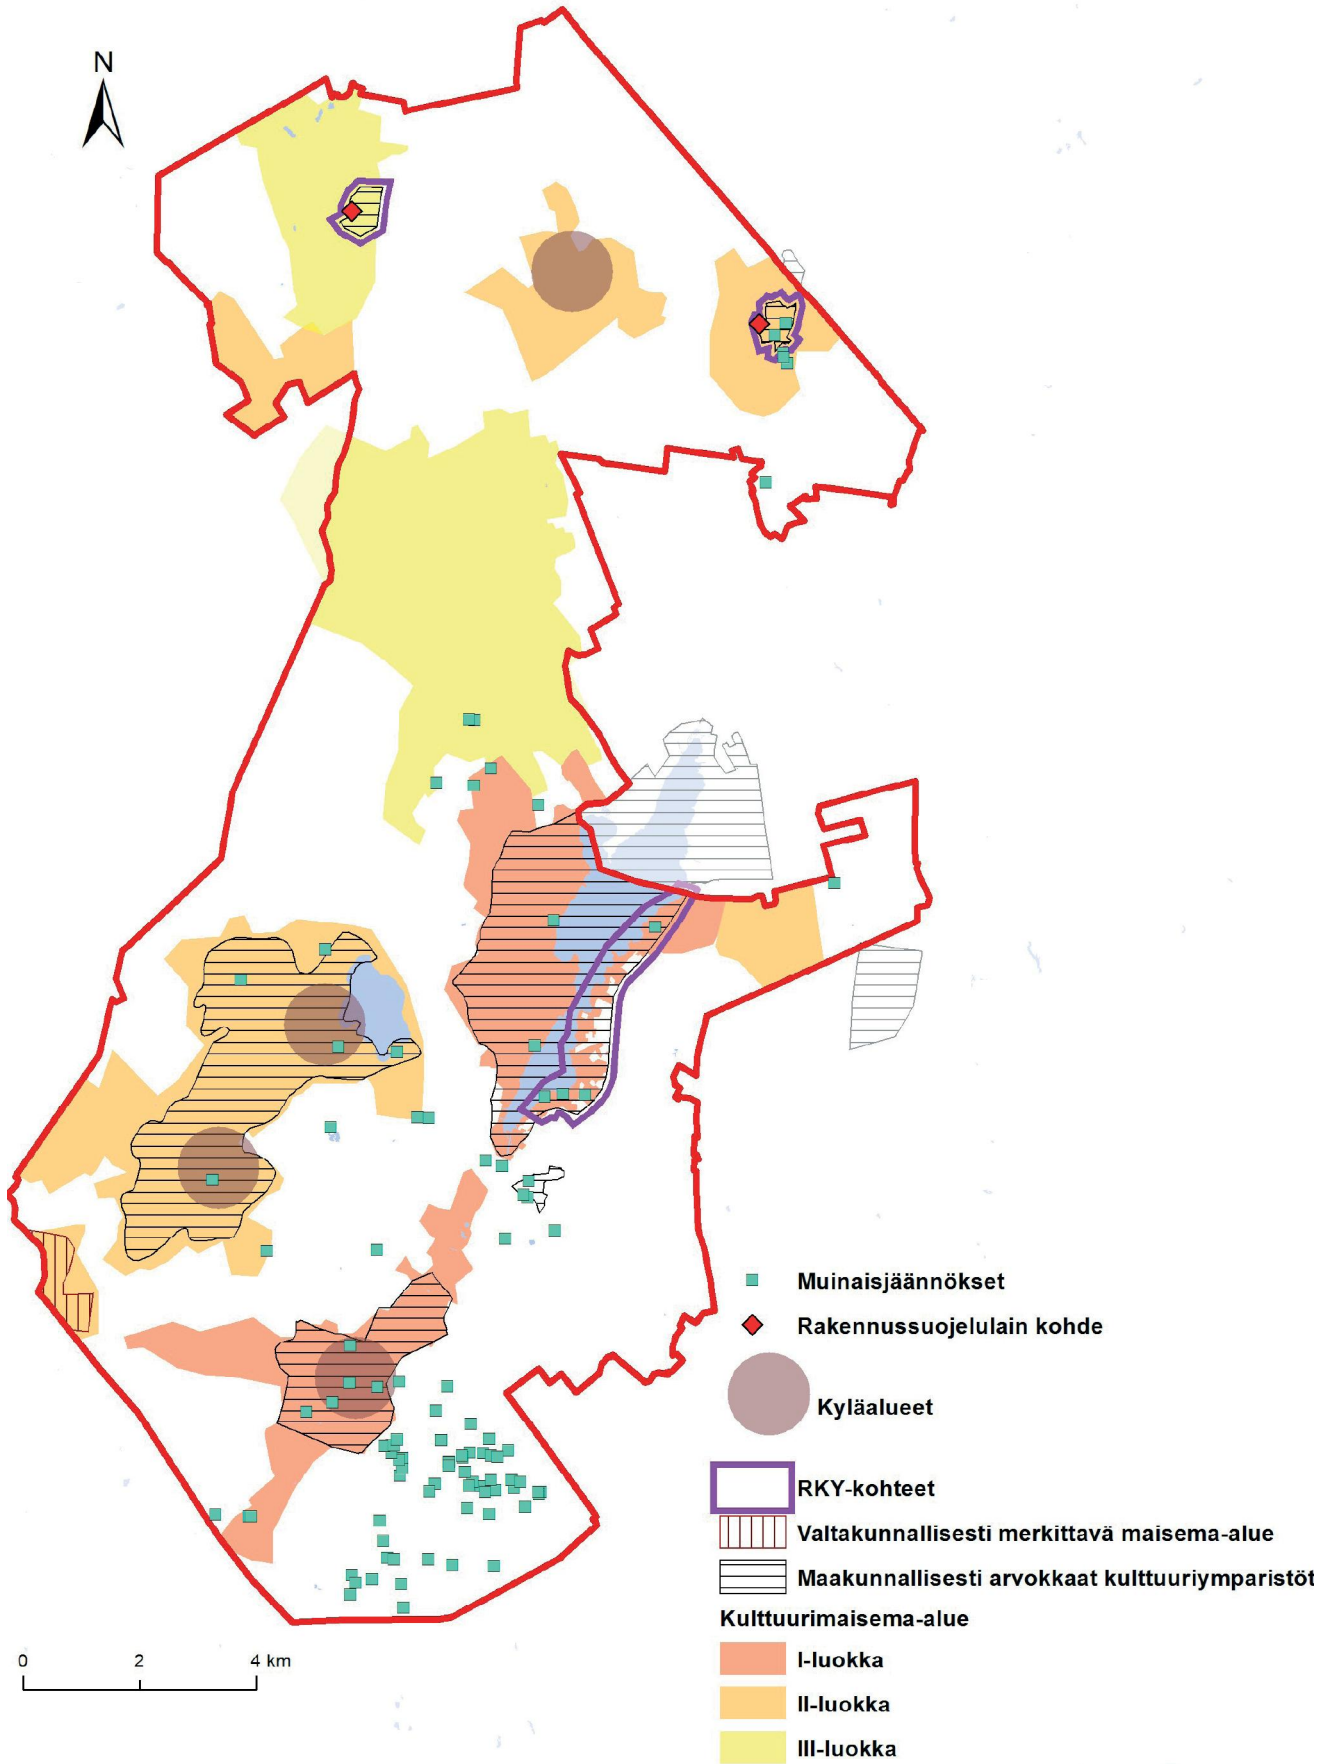 N
Muinaisjäännökset
Rakennussuojelulain kohde
Kyläalueet
RKY-kohteet
Valtakunnallisesti merkittävä maisema-alue
Maakunnallisesti arvokkaat kulttuuriymparistöt
Kulttuurimaisema-alue
I-luokka
II-luokka
III-luokka
0 2 4 km